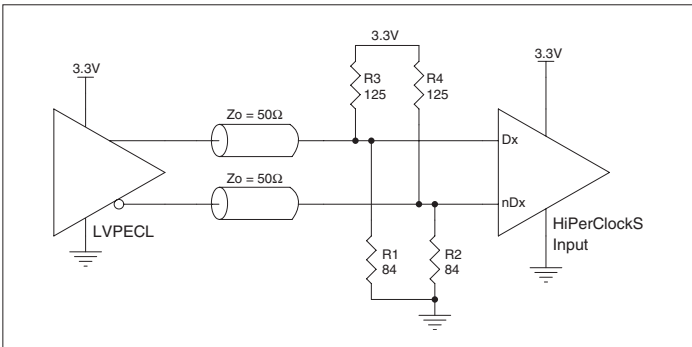 3.3V
3.3V
3.3V
R3
125
R4
125
Zo = 50Ω
Dx
Zo = 50Ω
nDx
LVPECL
HiPerClockS
Input
R1
84
R2
84